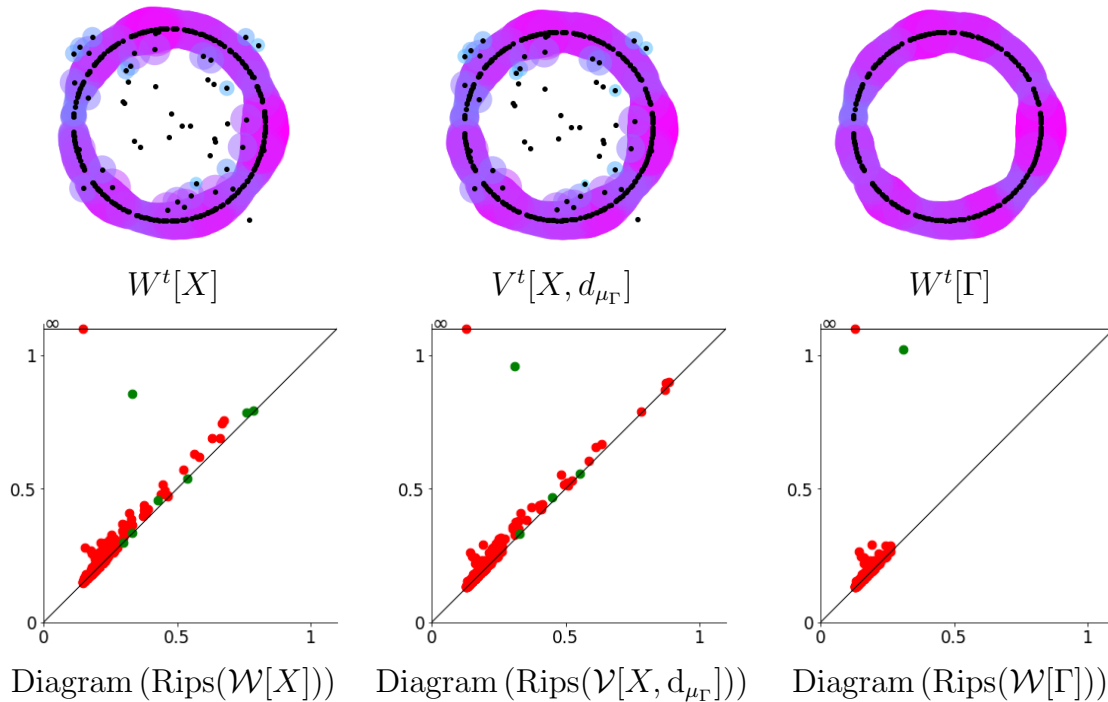 W^t[X] V^t[X, d_{μ_Γ}] W^t[Γ]
∞ ∞ ∞
1 1 1
0.5 0.5 0.5
0 0 0
0 0.5 1 0 0.5 1 0 0.5 1
Diagram (Rips(𝒲[X])) Diagram (Rips(𝒱[X, d_{μ_Γ}])) Diagram (Rips(𝒲[Γ]))